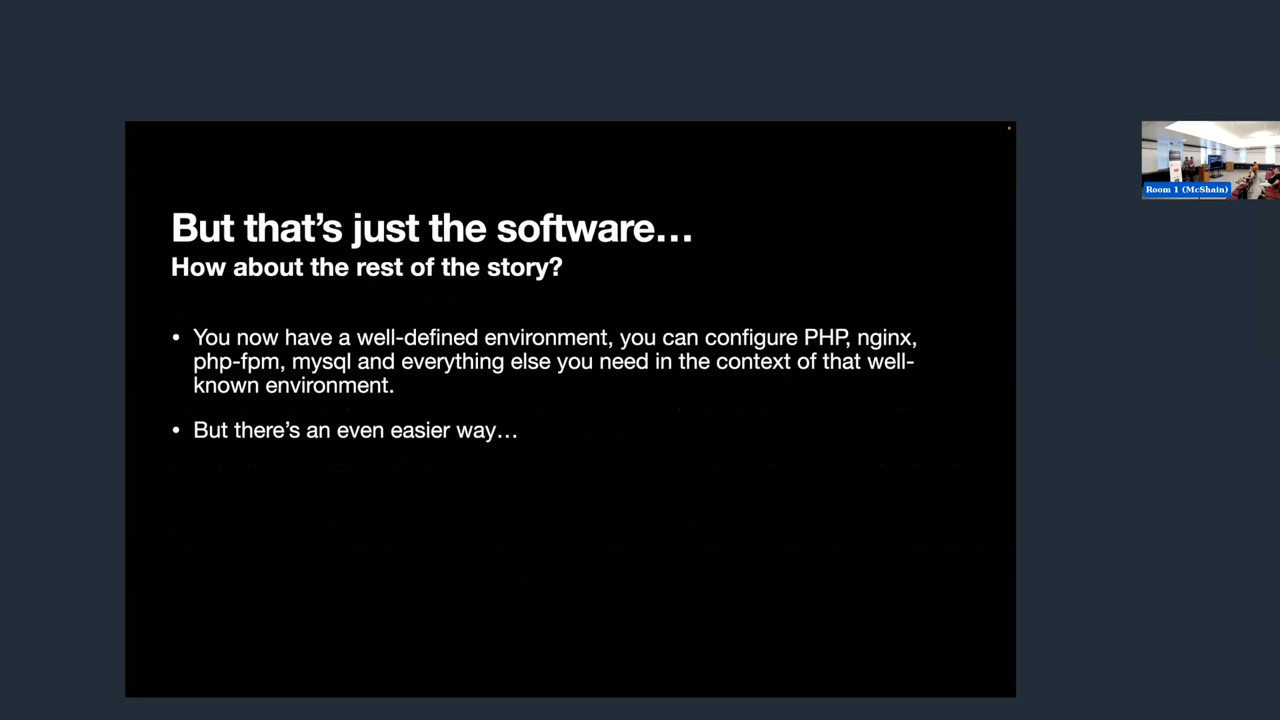 But that's just the software…
How about the rest of the story?
• You now have a well-defined environment, you can configure PHP, nginx,
php-fpm, mysql and everything else you need in the context of that well-
known environment.
• But there's an even easier way…
Room 1 (McShain)